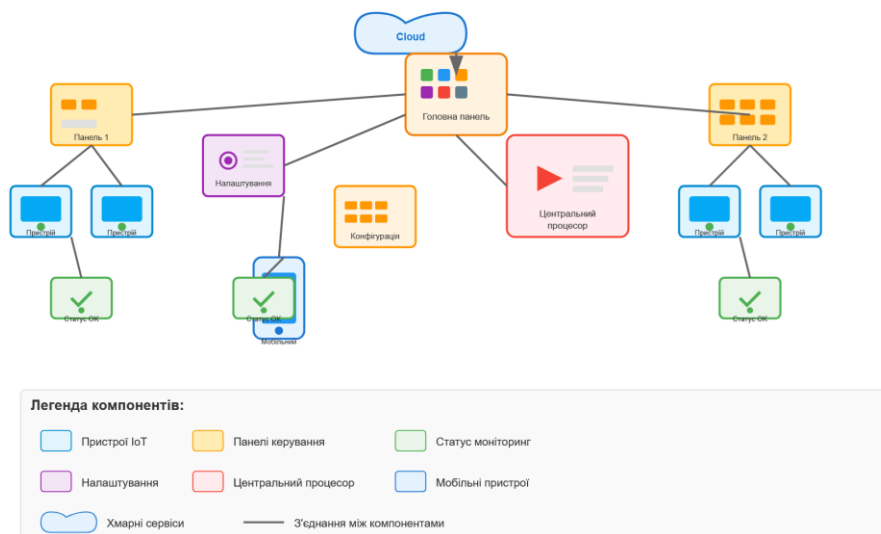 Cloud
Головна панель
Панель 1
Панель 2
Налаштування
Конфігурація
Центральний
процесор
Пристрій
Пристрій
Пристрій
Пристрій
Статус ОК
Статус ОК
Мобільний
Статус ОК
Легенда компонентів:
Пристрої IoT
Панелі керування
Статус моніторинг
Налаштування
Центральний процесор
Мобільні пристрої
Хмарні сервіси
З'єднання між компонентами